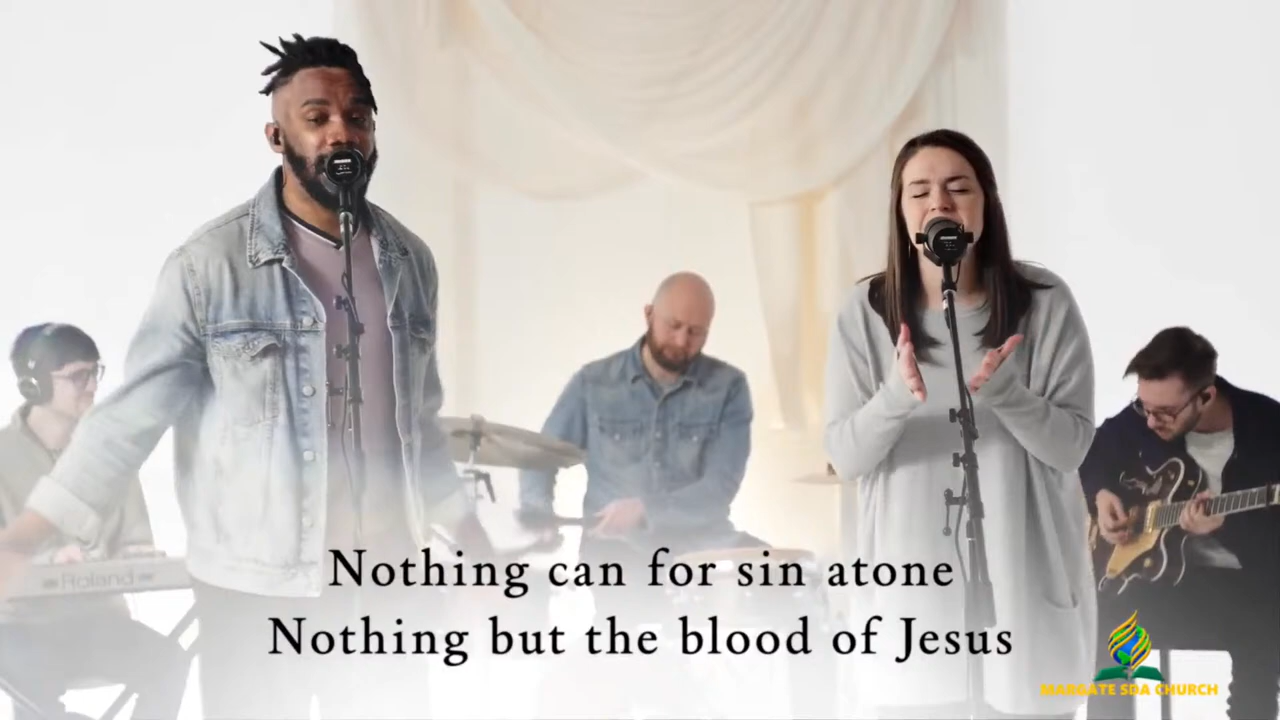 Roland
Nothing can for sin atone
Nothing but the blood of Jesus
MARGATE SDA CHURCH